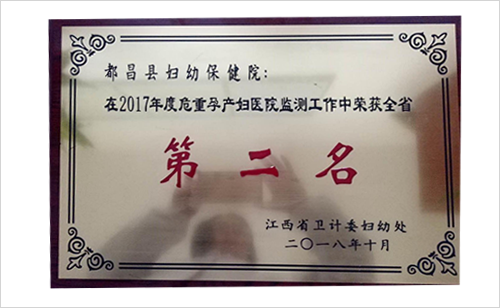 都昌县妇幼保健院：
在2017年度危重孕产妇医院监测工作中荣获全省
第二名
江西省卫计委妇幼处
二〇一八年十月